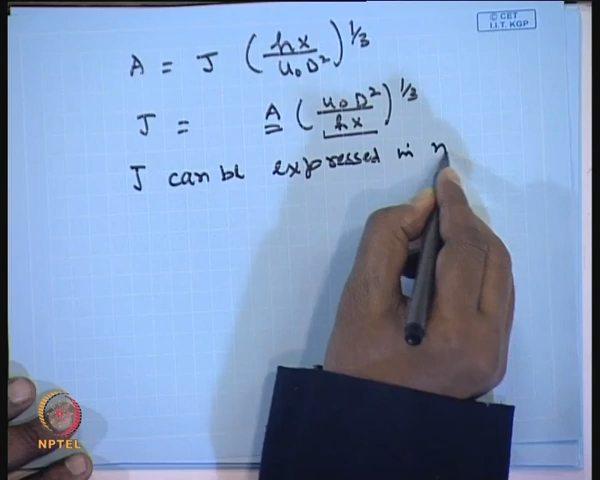 © CET
I.I.T. KGP
A = J (hx / u₀D²)^1/3
J = A (u₀D² / hx)^1/3
J can be expressed in n
NPTEL